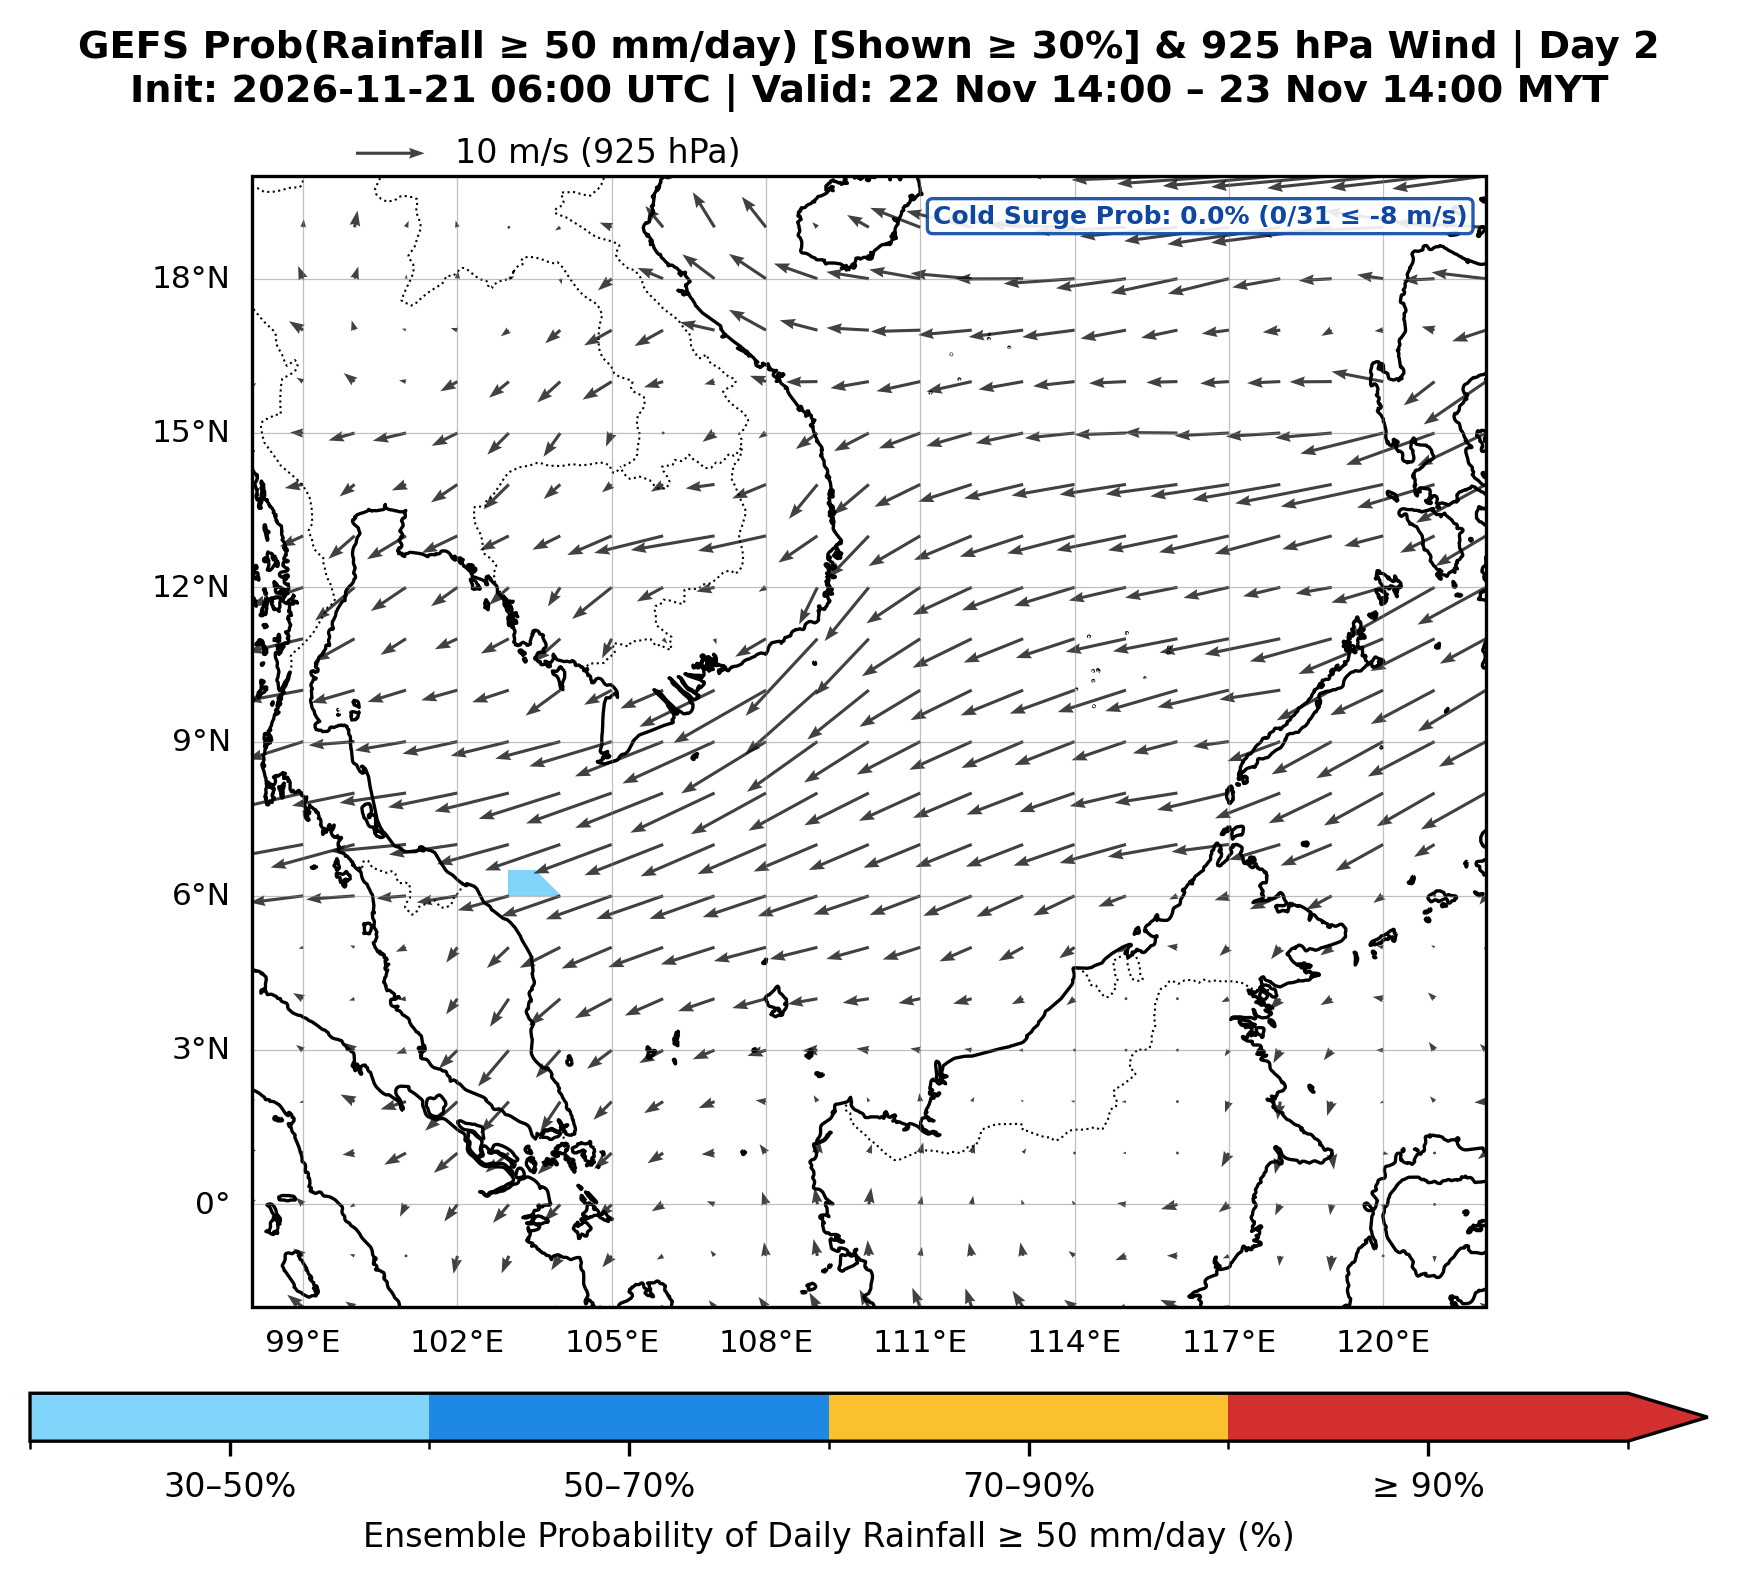 GEFS Prob(Rainfall ≥ 50 mm/day) [Shown ≥ 30%] & 925 hPa Wind | Day 2
Init: 2026-11-21 06:00 UTC | Valid: 22 Nov 14:00 – 23 Nov 14:00 MYT
10 m/s (925 hPa)
Cold Surge Prob: 0.0% (0/31 ≤ -8 m/s)
18°N
15°N
12°N
9°N
6°N
3°N
0°
99°E 102°E 105°E 108°E 111°E 114°E 117°E 120°E
30–50% 50–70% 70–90% ≥ 90%
Ensemble Probability of Daily Rainfall ≥ 50 mm/day (%)